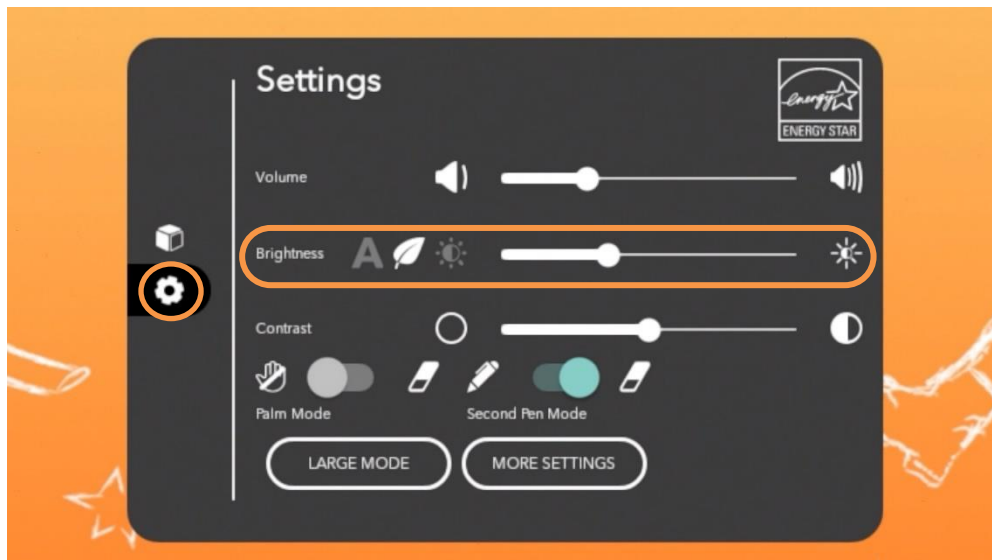 Settings
energy
ENERGY STAR
Volume
Brightness A
Contrast
Palm Mode Second Pen Mode
LARGE MODE MORE SETTINGS